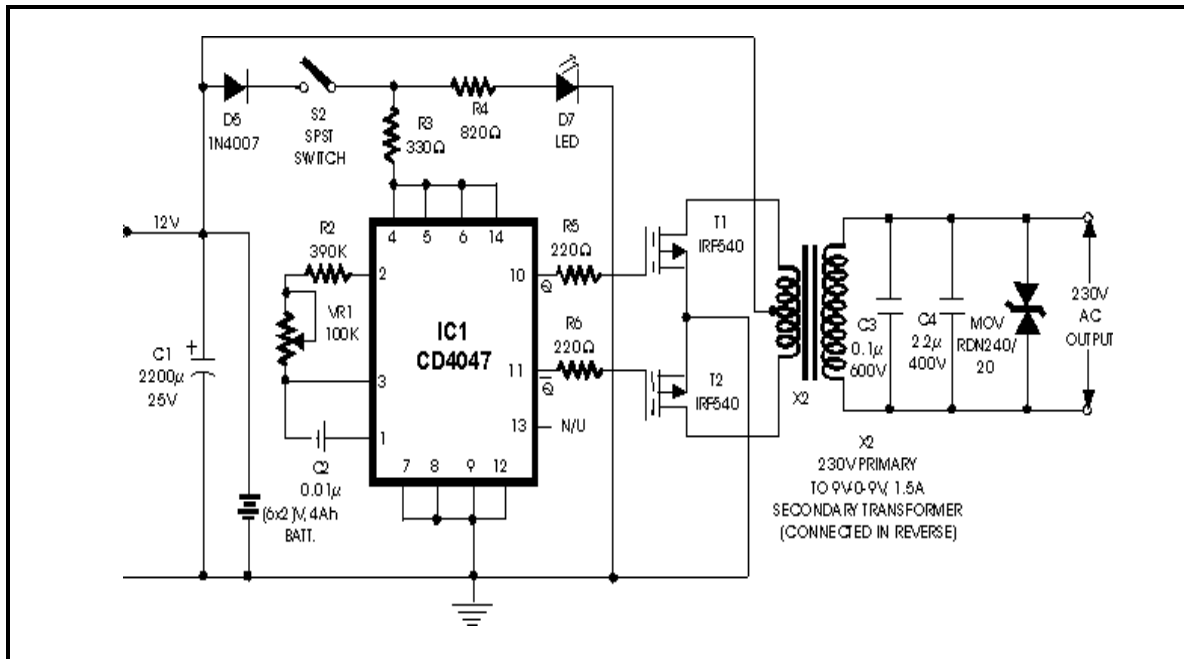 D5
1N4007
S2
SPST
SWITCH
R4
820Ω
D7
LED
R3
330Ω
12V
R2
390K
VR1
100K
4
5
6
14
2
3
1
10
Q
11
Q
13
N/U
7
8
9
12
IC1
CD4047
R5
220Ω
R6
220Ω
T1
IRF540
T2
IRF540
C1
2200µ
25V
+
C2
0.01µ
(6x2)V, 4Ah
BATT.
X2
C3
0.1µ
600V
C4
2.2µ
400V
MOV
RDN240/
20
230V
AC
OUTPUT
X2
230V PRIMARY
TO 9V-0-9V, 1.5A
SECONDARY TRANSFORMER
(CONNECTED IN REVERSE)